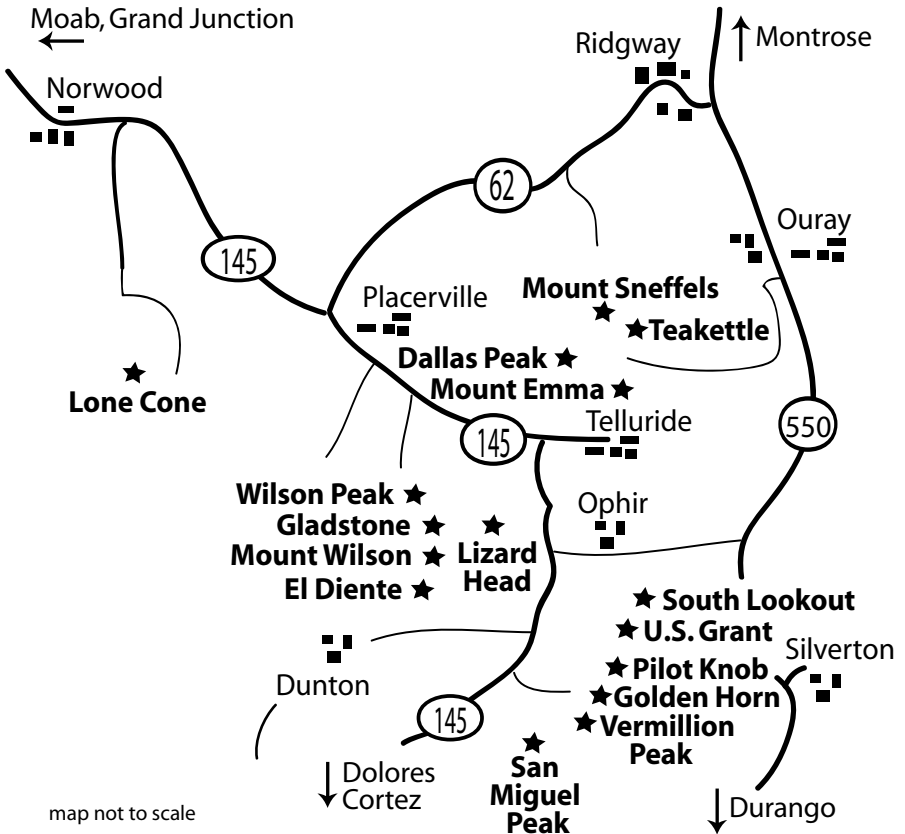 Moab, Grand Junction
Ridgway
Montrose
Norwood
62
Ouray
145
Placerville
Mount Sneffels
Teakettle
Dallas Peak
Mount Emma
Lone Cone
Telluride
550
145
Wilson Peak
Gladstone
Mount Wilson
El Diente
Lizard
Head
Ophir
South Lookout
U.S. Grant
Silverton
Pilot Knob
Golden Horn
Vermillion
Peak
Dunton
145
San
Miguel
Peak
Dolores
Cortez
Durango
map not to scale